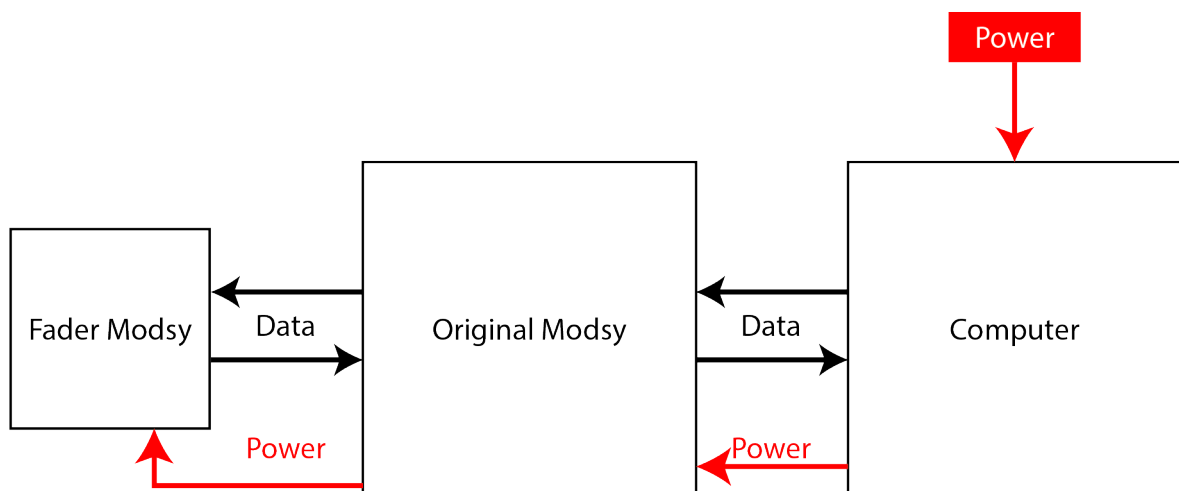 Power
Fader Modsy
Data
Original Modsy
Data
Computer
Power
Power